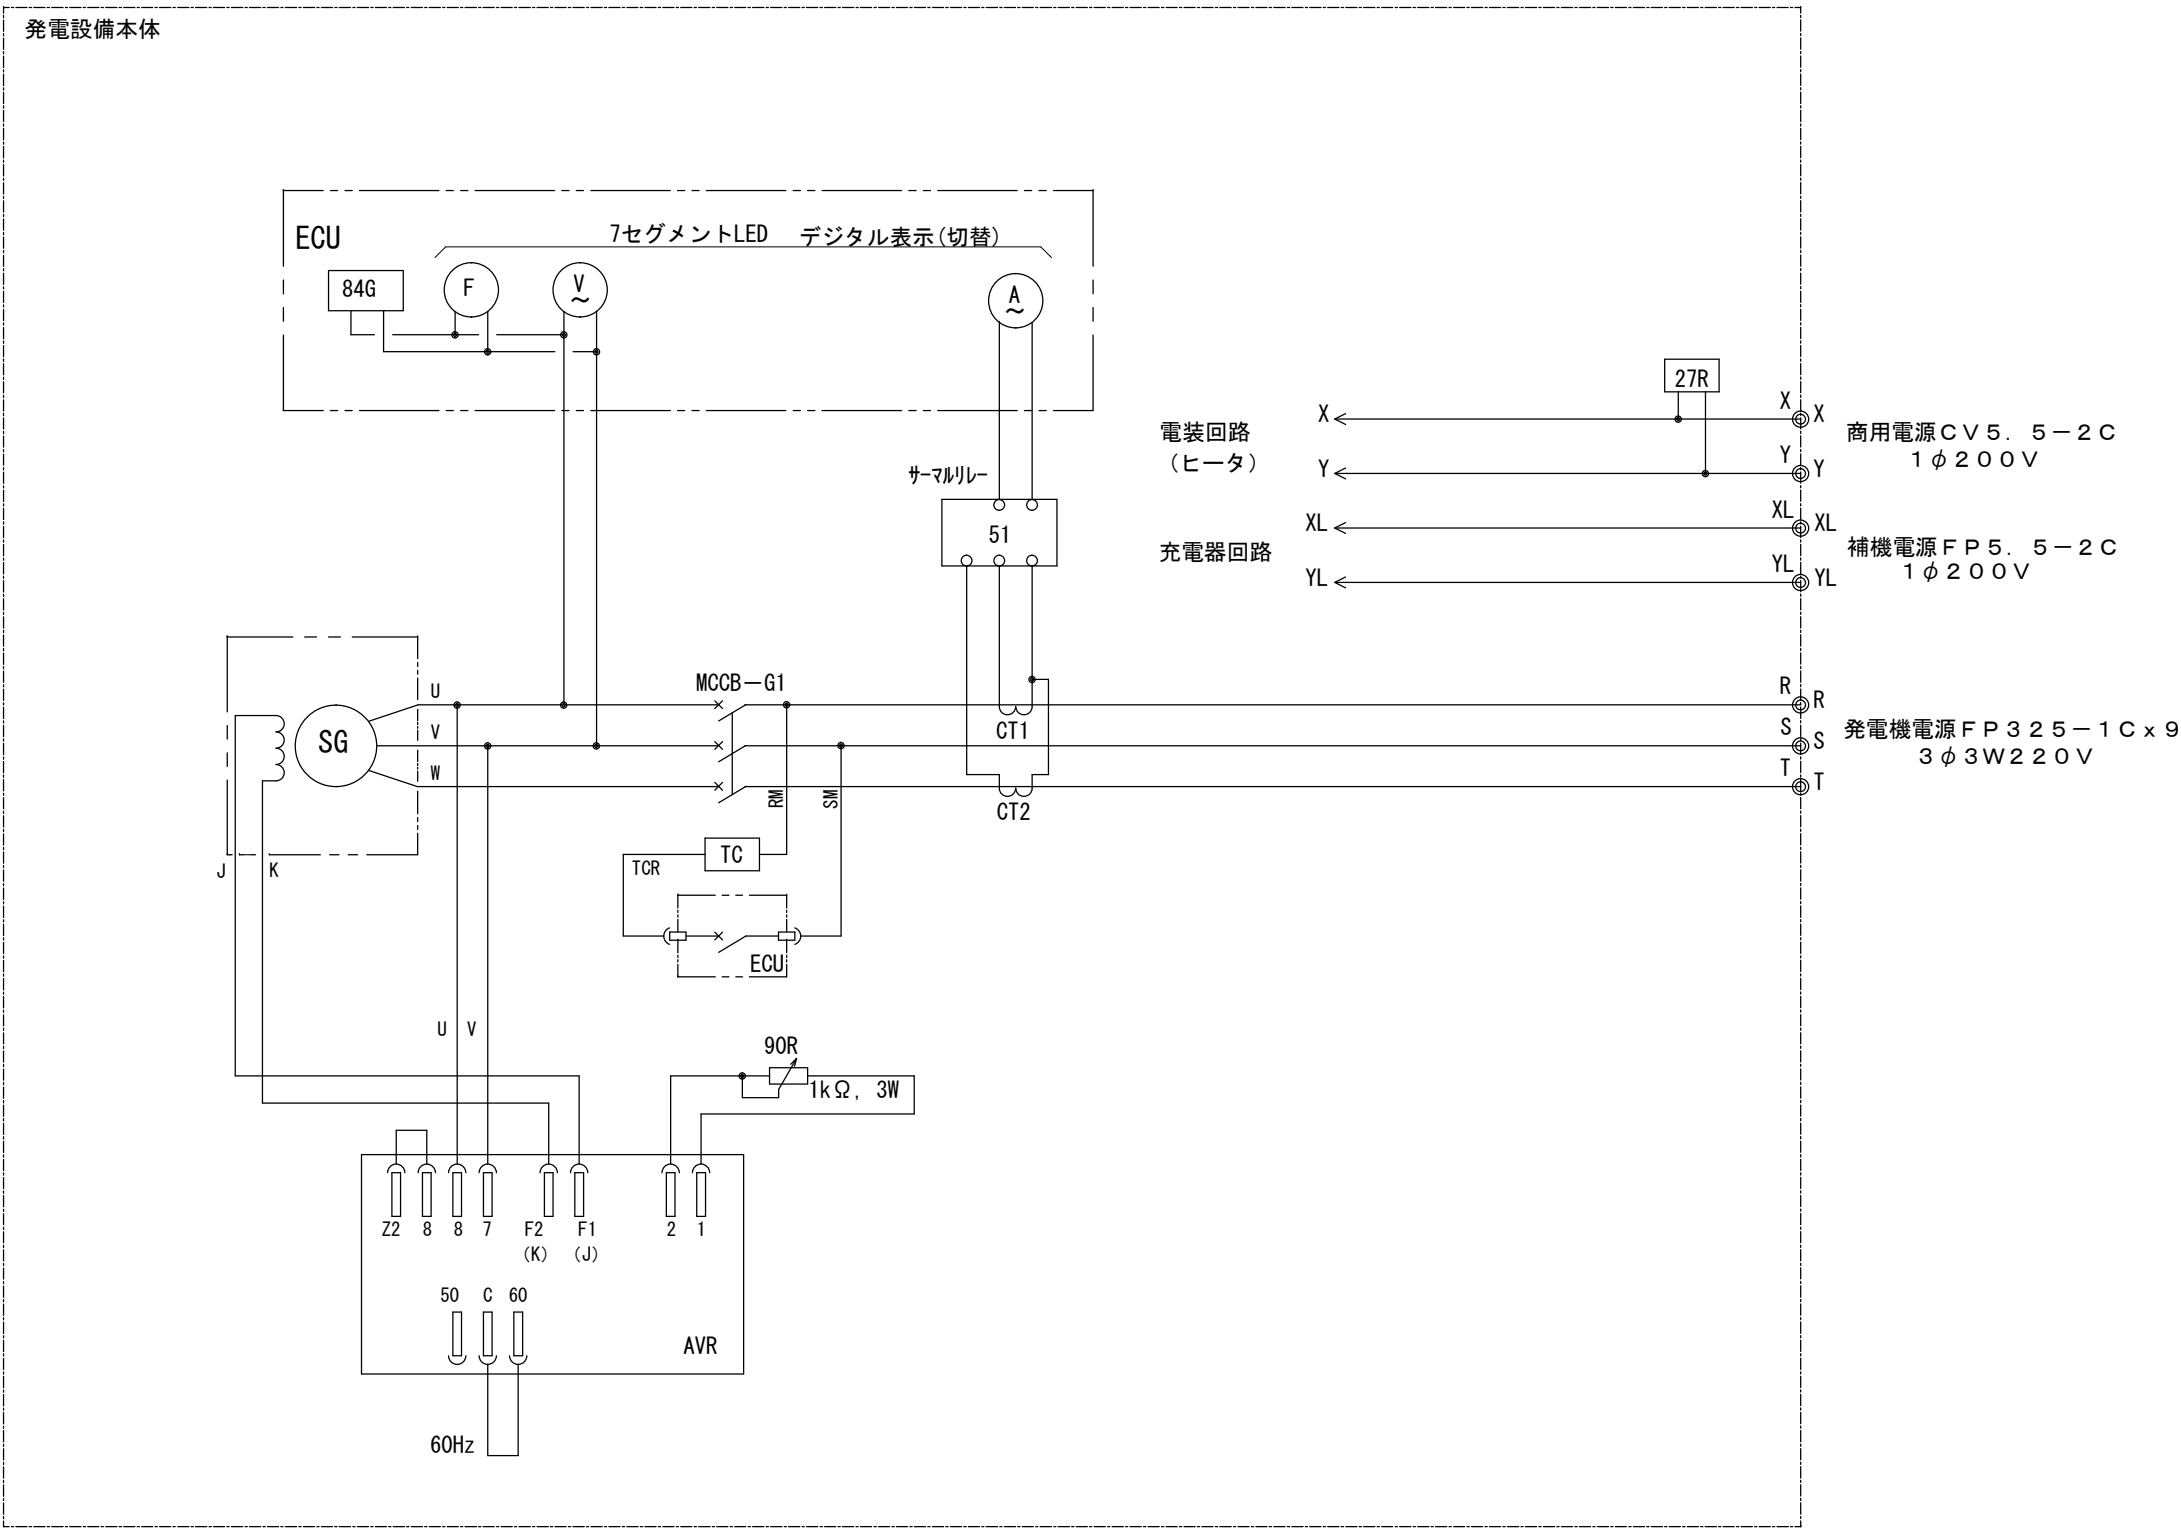 発電設備本体
ECU
7セグメントLED デジタル表示(切替)
84G
F
V
~
A
~
27R
電装回路
(ヒータ)
X
X
X
Y
Y
Y
商用電源CV5.5-2C
1φ200V
サーマルリレー
51
充電器回路
XL
XL
XL
YL
YL
YL
補機電源FP5.5-2C
1φ200V
SG
U
V
W
MCCB-G1
CT1
CT2
R
R
S
S
T
T
発電機電源FP325-1Cx9
3φ3W220V
RM
SM
J
K
TCR
TC
ECU
U
V
90R
1kΩ, 3W
Z2
8
8
7
F2
(K)
F1
(J)
2
1
50
C
60
AVR
60Hz